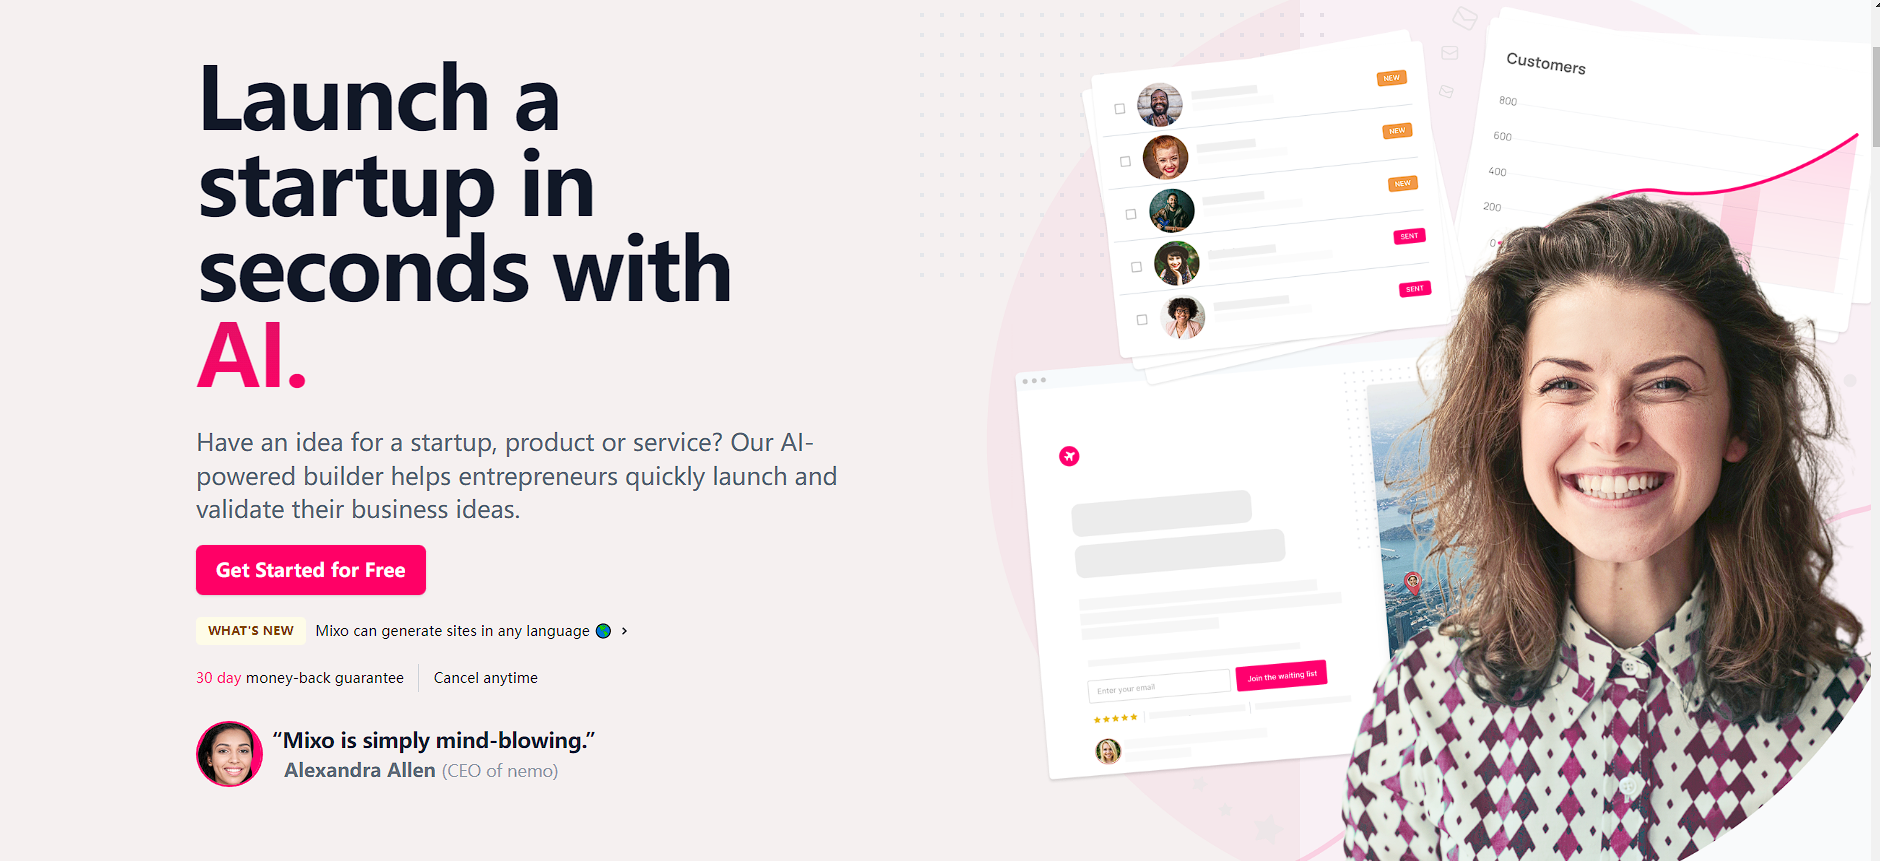 Launch a
startup in
seconds with
AI.
Have an idea for a startup, product or service? Our AI-
powered builder helps entrepreneurs quickly launch and
validate their business ideas.
Get Started for Free
WHAT'S NEW Mixo can generate sites in any language
30 day money-back guarantee Cancel anytime
“Mixo is simply mind-blowing.”
Alexandra Allen (CEO of nemo)
NEW
NEW
NEW
SENT
SENT
Customers
800
600
400
200
0
Enter your email
Join the waiting list